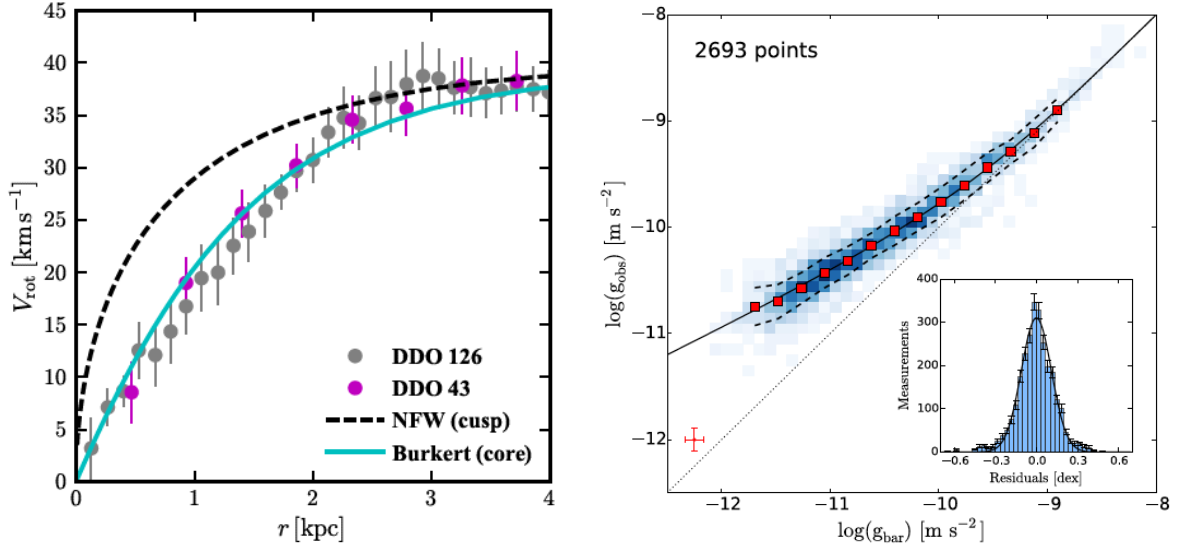 45
40
35
30
25
20
15
10
5
0
V_rot [km s⁻¹]
DDO 126
DDO 43
NFW (cusp)
Burkert (core)
0 1 2 3 4
r [kpc]
−8
−9
−10
−11
−12
log(g_obs) [m s⁻²]
2693 points
400
300
200
100
0
Measurements
−0.6 −0.3 0.0 0.3 0.6
Residuals [dex]
−12 −11 −10 −9 −8
log(g_bar) [m s⁻²]